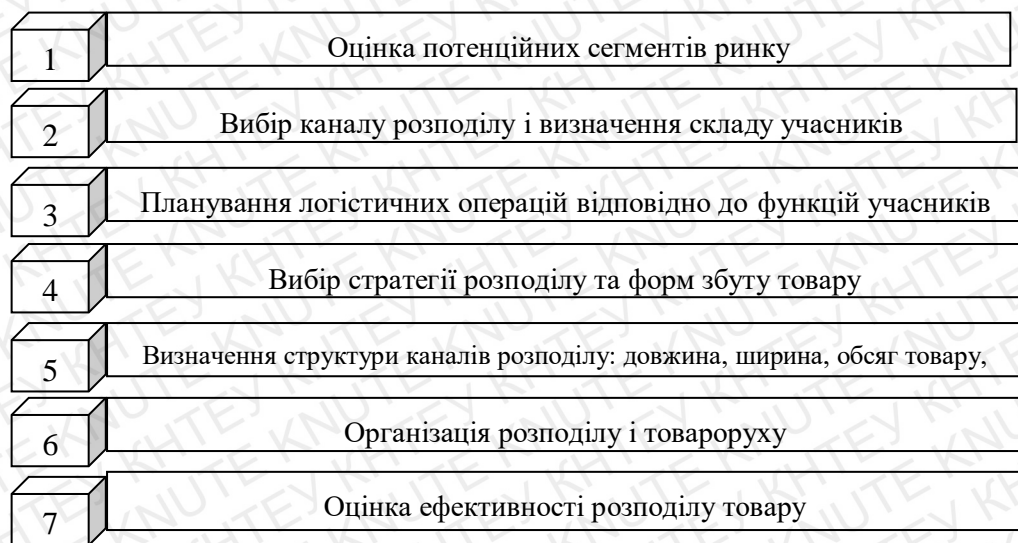 1 Оцінка потенційних сегментів ринку
2 Вибір каналу розподілу і визначення складу учасників
3 Планування логістичних операцій відповідно до функцій учасників
4 Вибір стратегії розподілу та форм збуту товару
5 Визначення структури каналів розподілу: довжина, ширина, обсяг товару,
6 Організація розподілу і товароруху
7 Оцінка ефективності розподілу товару